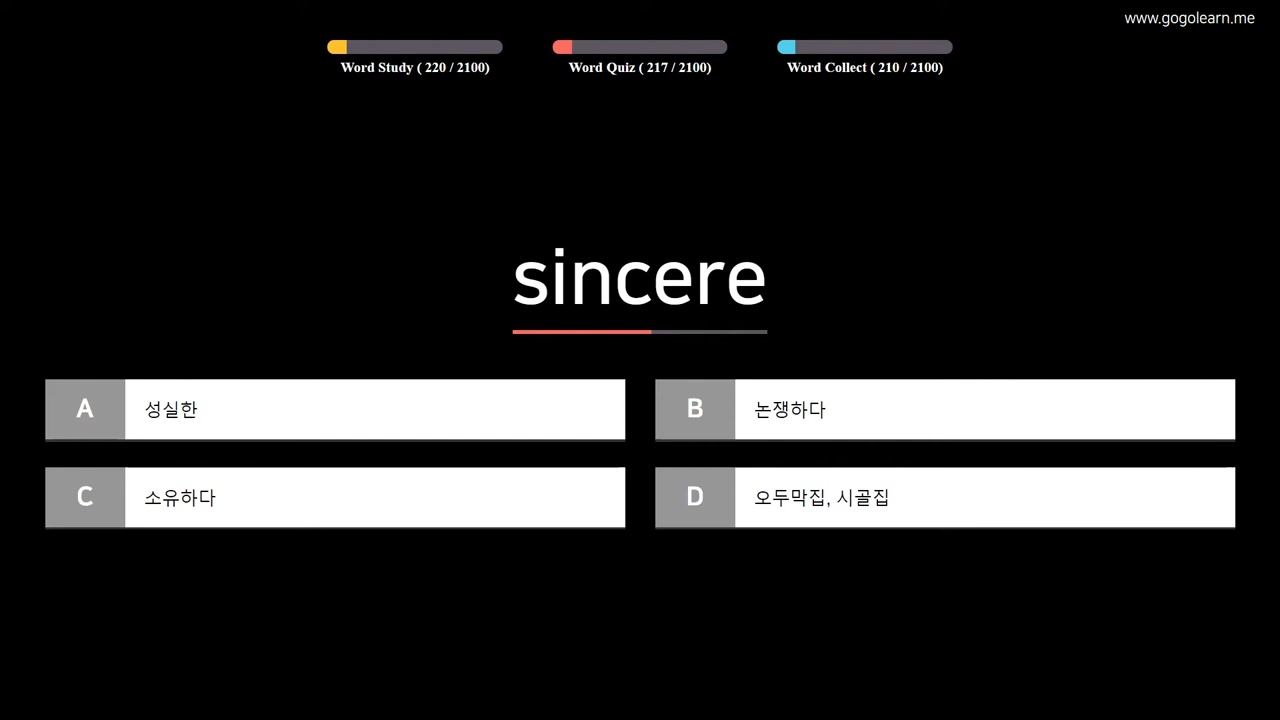 www.gogolearn.me
Word Study ( 220 / 2100)
Word Quiz ( 217 / 2100)
Word Collect ( 210 / 2100)
sincere
A 성실한
B 논쟁하다
C 소유하다
D 오두막집, 시골집